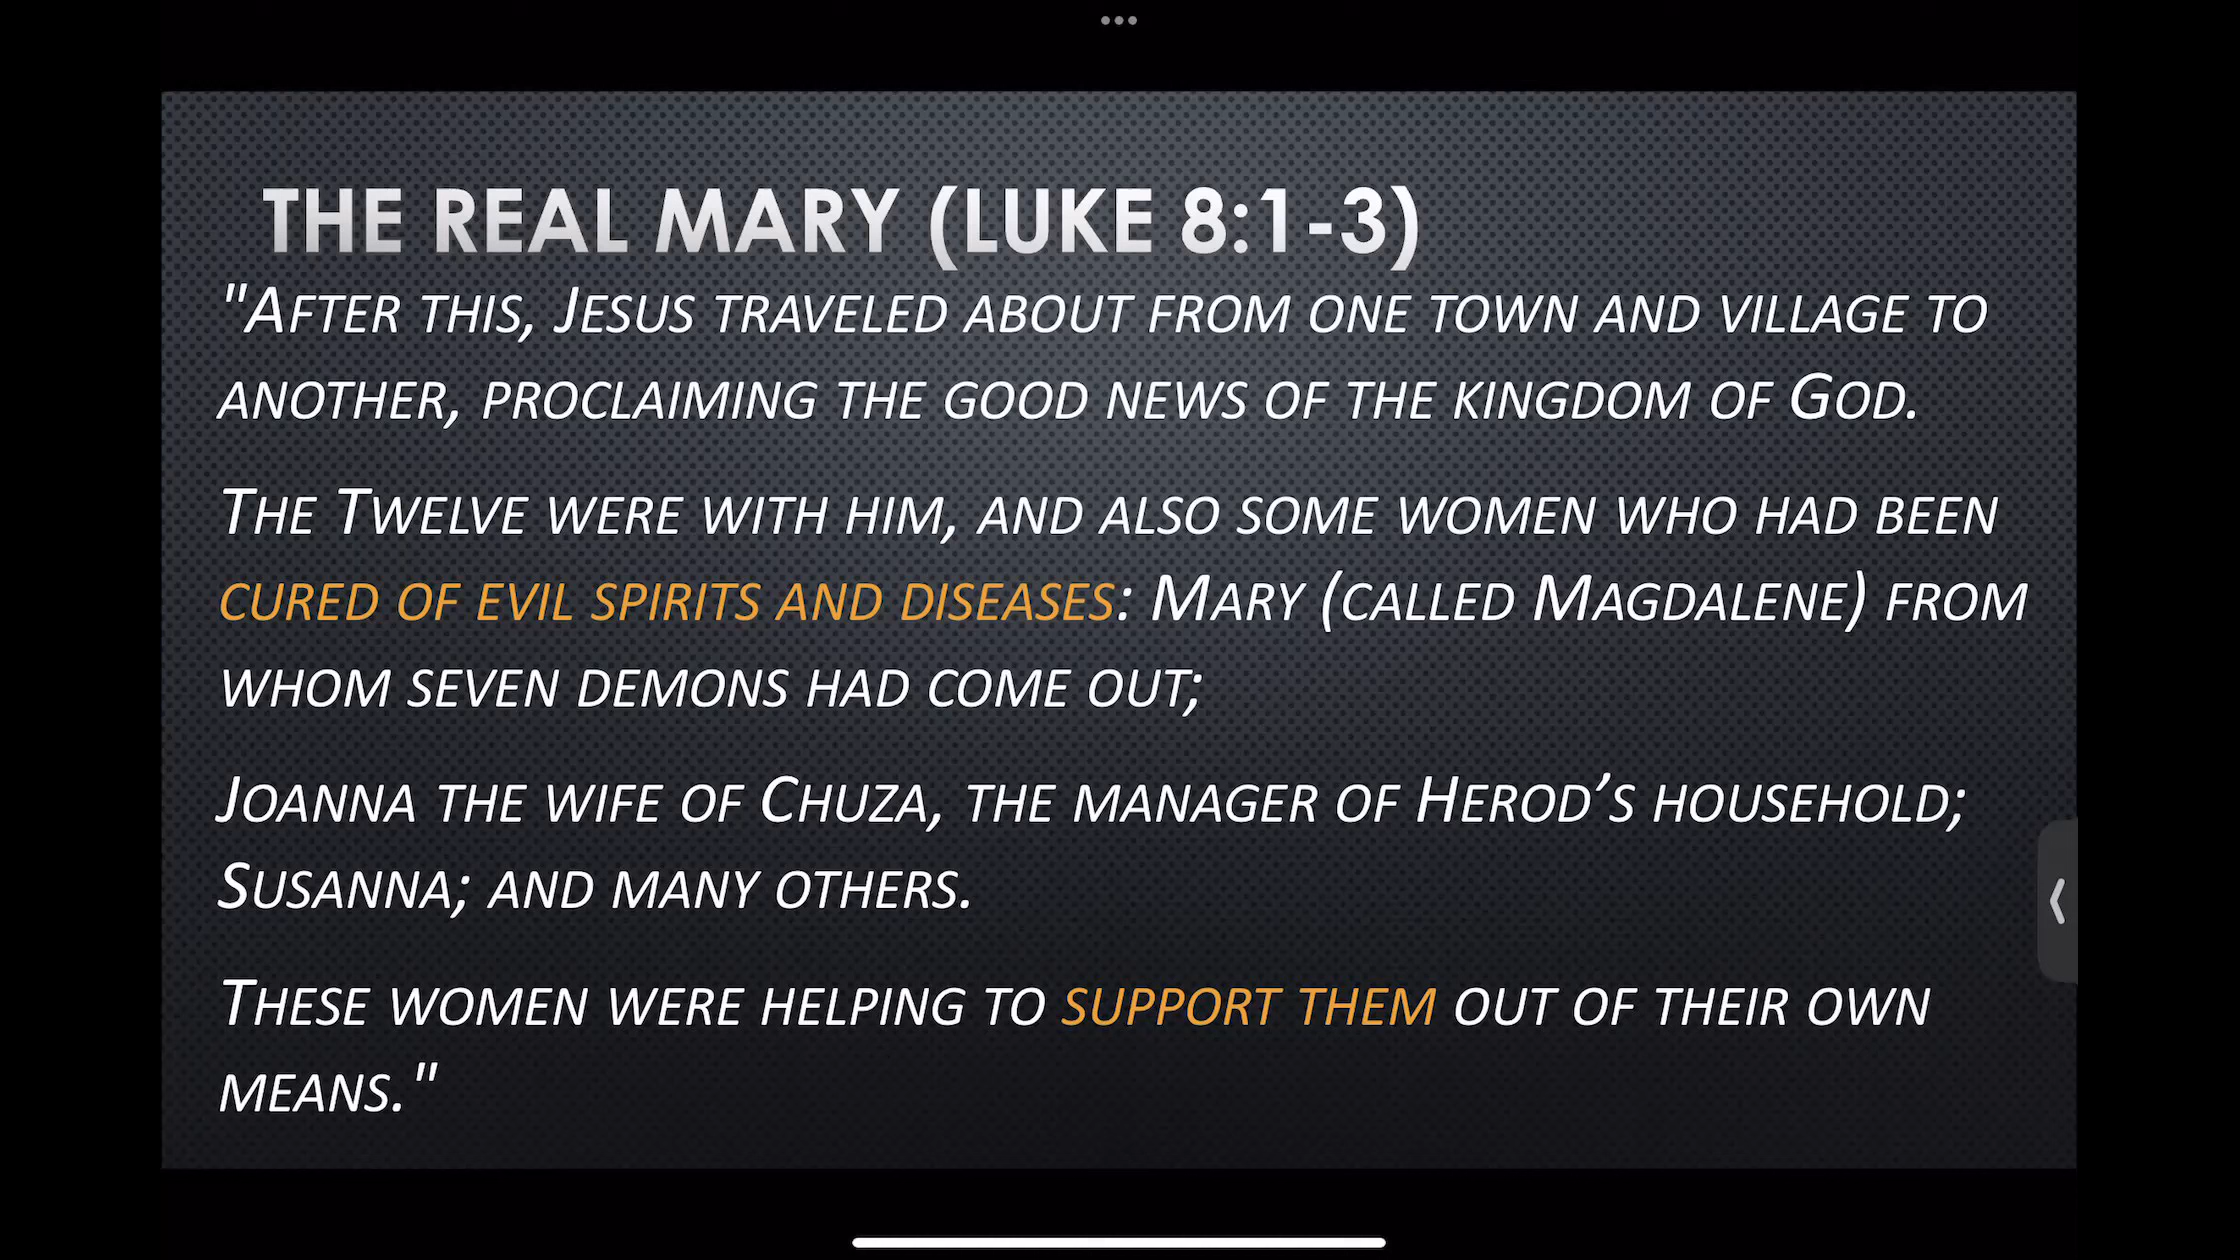 THE REAL MARY (LUKE 8:1-3)
"After this, Jesus traveled about from one town and village to
another, proclaiming the good news of the kingdom of God.
The Twelve were with him, and also some women who had been
cured of evil spirits and diseases: Mary (called Magdalene) from
whom seven demons had come out;
Joanna the wife of Chuza, the manager of Herod’s household;
Susanna; and many others.
These women were helping to support them out of their own
means."